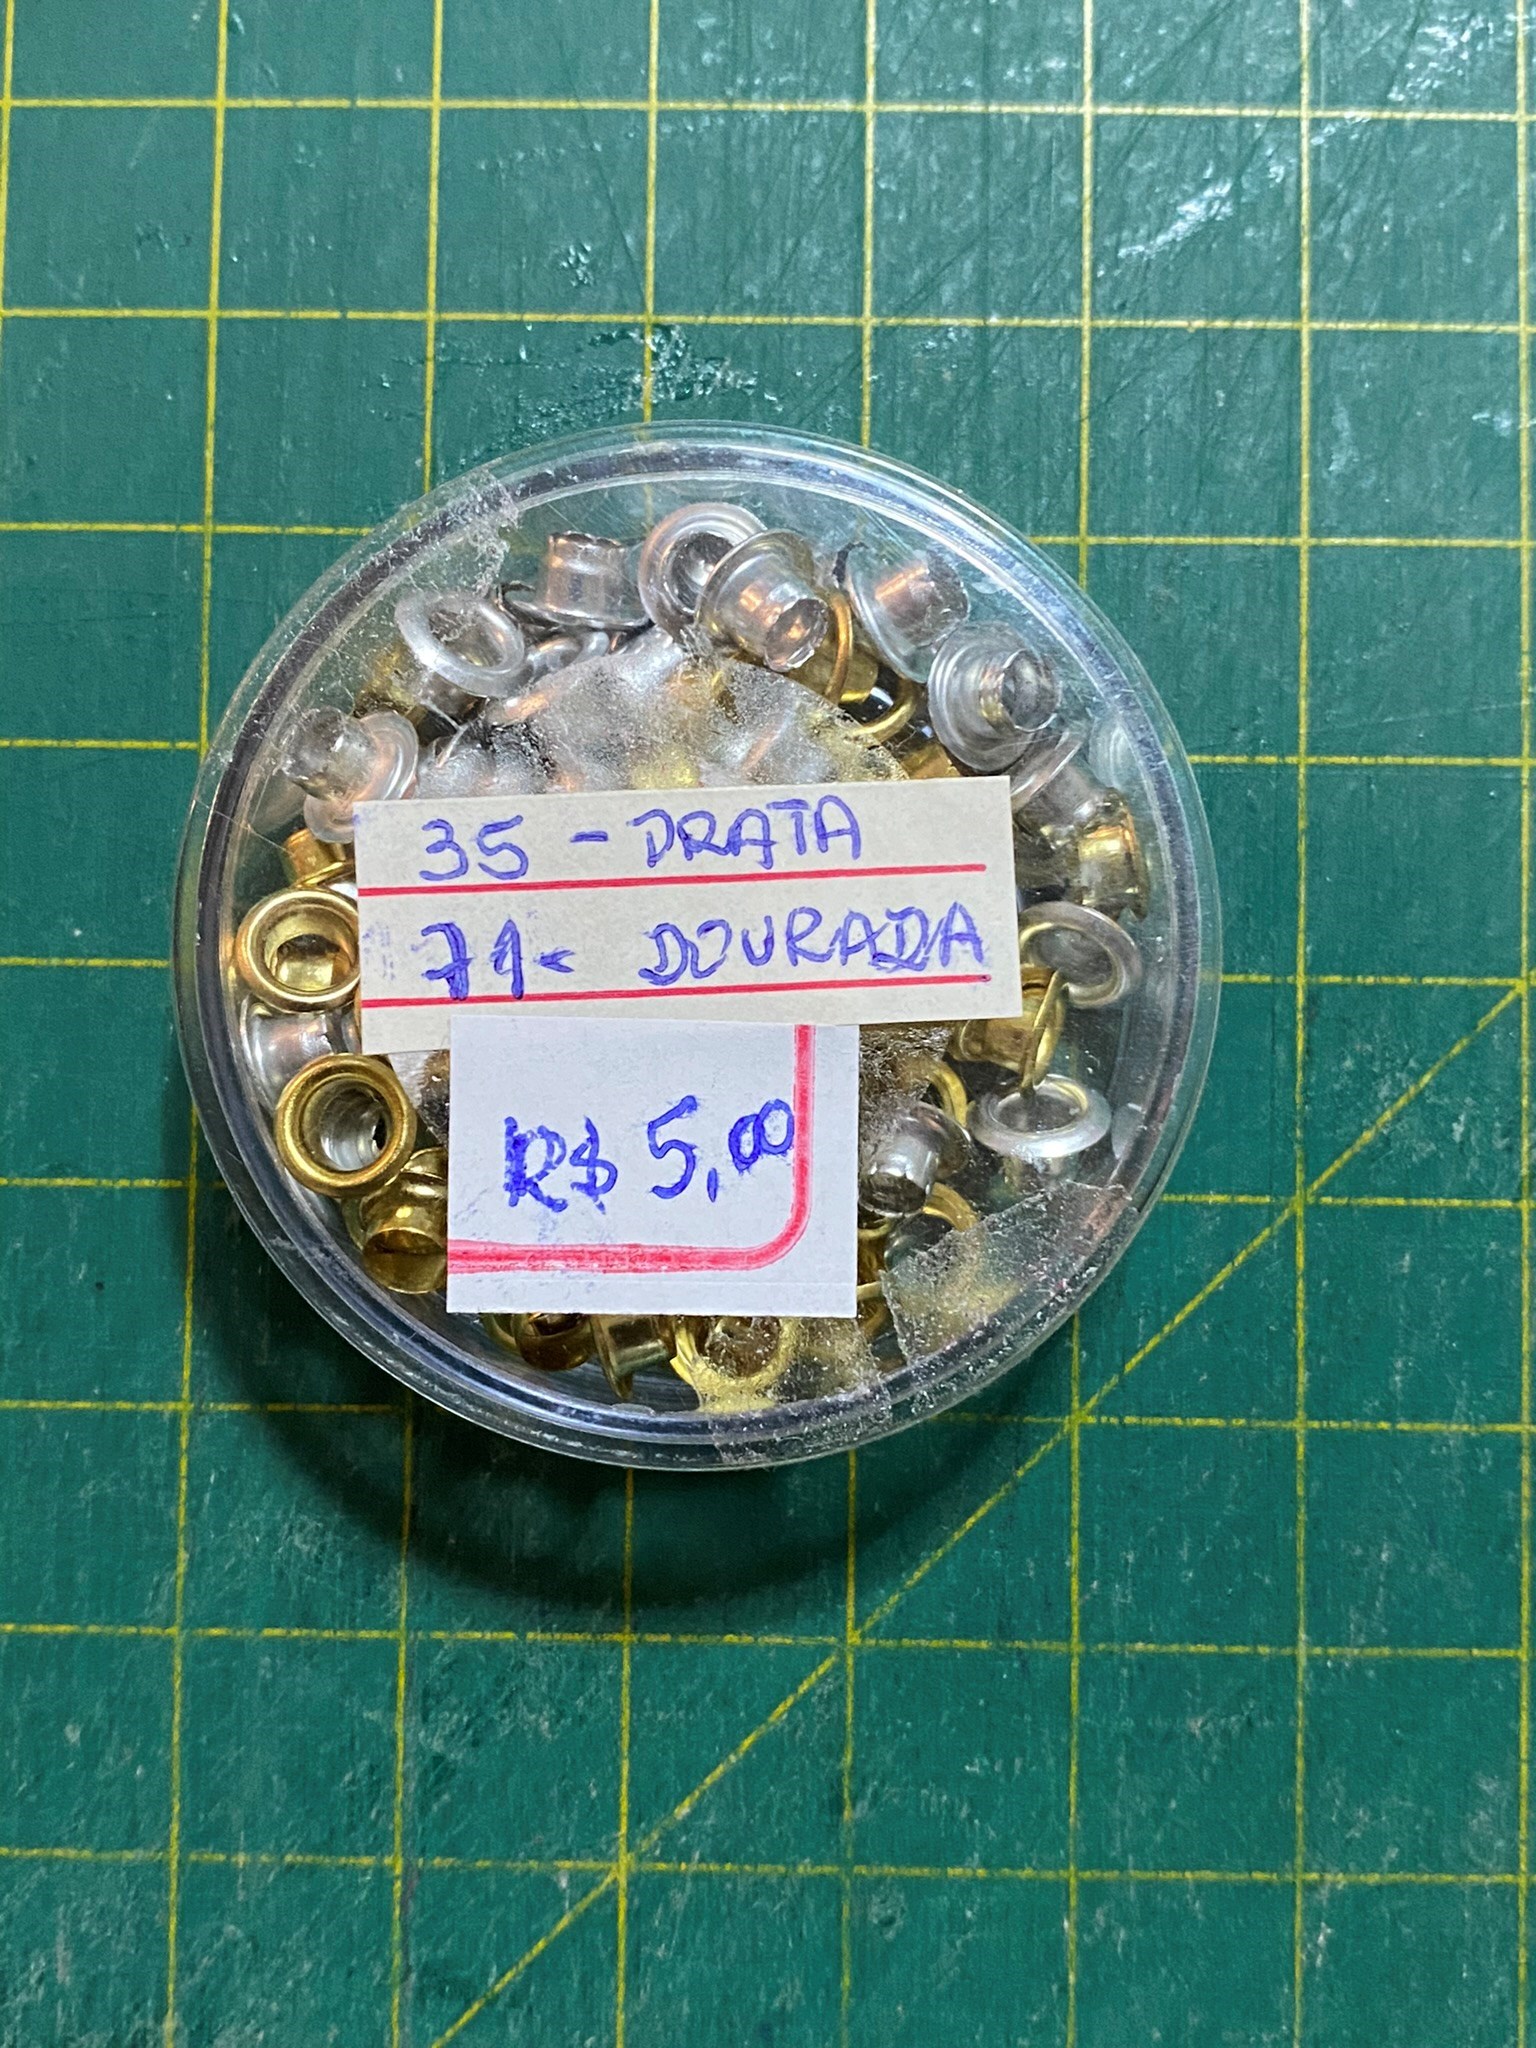 35 - PRATA
71- DOURADA
R$ 5,00